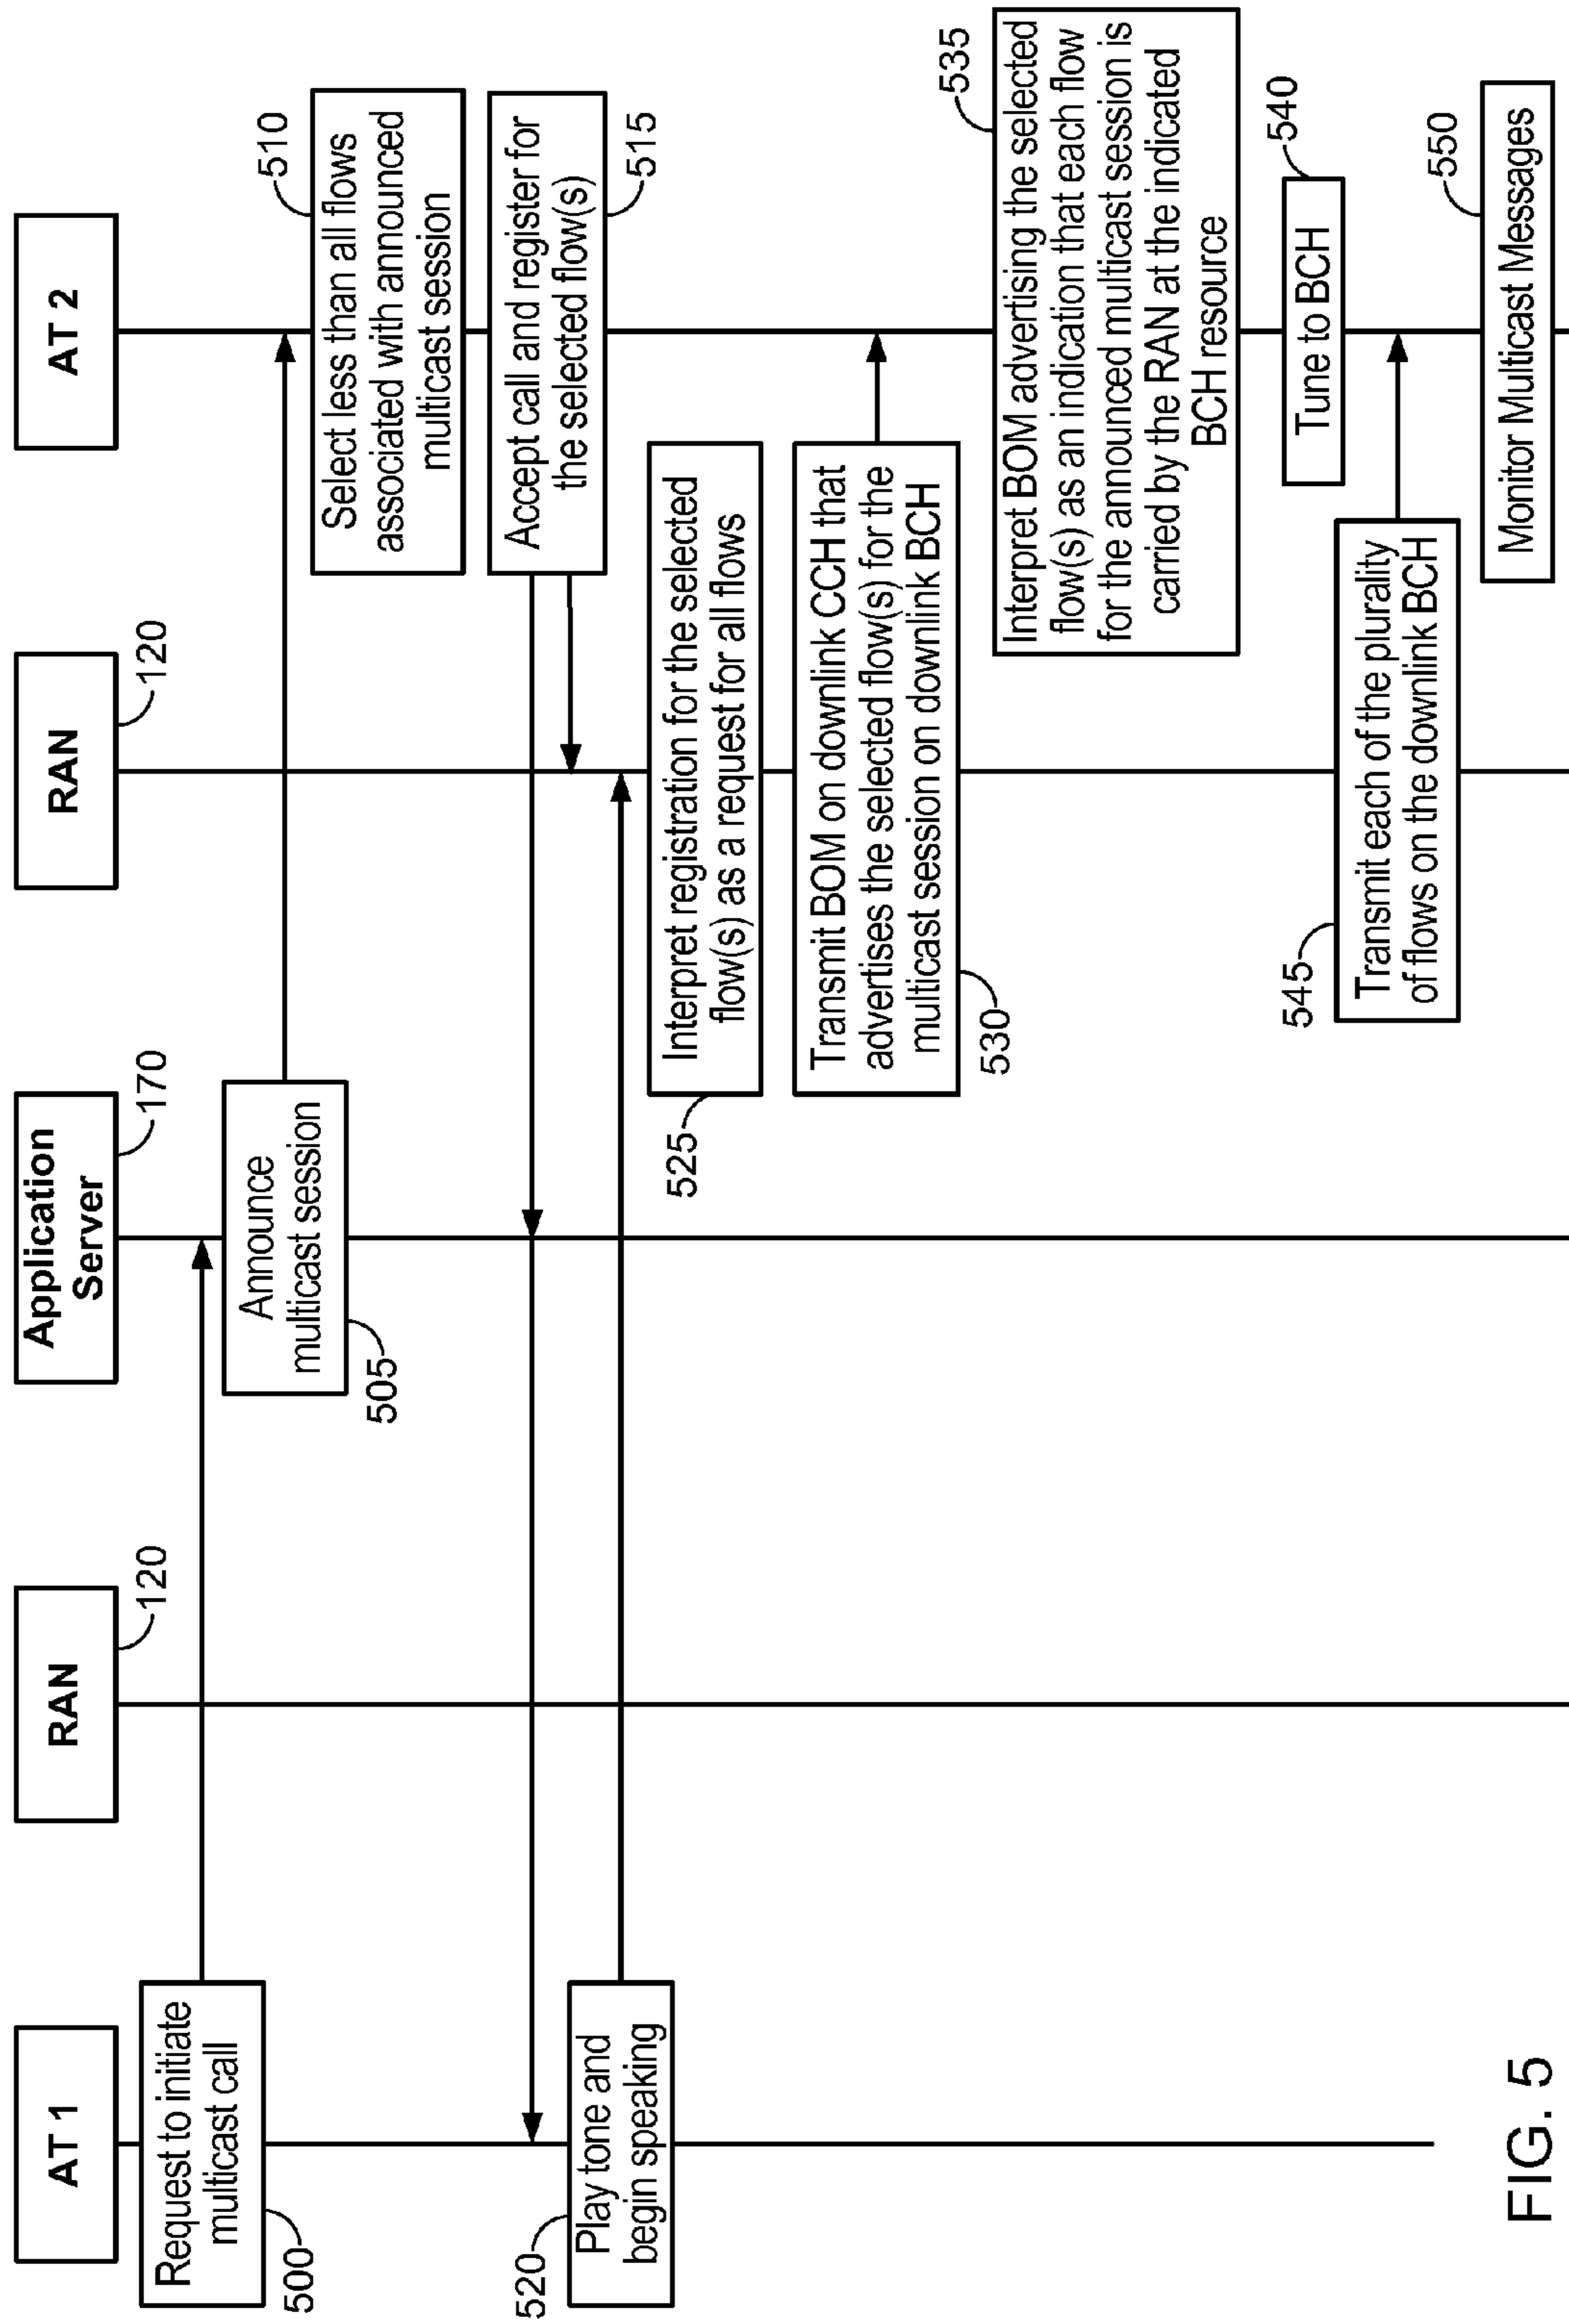 AT 1
RAN
120
Application
Server
170
RAN
120
AT 2
Request to initiate
multicast call
500
Announce
multicast session
505
510
Select less than all flows
associated with announced
multicast session
Accept call and register for
the selected flow(s)
515
Play tone and
begin speaking
520
Interpret registration for the selected
flow(s) as a request for all flows
525
Transmit BOM on downlink CCH that
advertises the selected flow(s) for the
multicast session on downlink BCH
530
535
Interpret BOM advertising the selected
flow(s) as an indication that each flow
for the announced multicast session is
carried by the RAN at the indicated
BCH resource
Tune to BCH
540
545
Transmit each of the plurality
of flows on the downlink BCH
550
Monitor Multicast Messages
FIG. 5